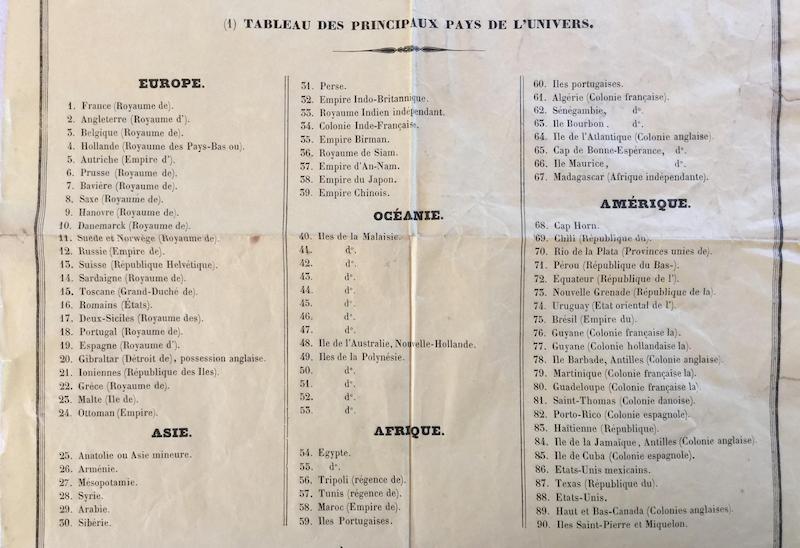 (1) TABLEAU DES PRINCIPAUX PAYS DE L'UNIVERS.
EUROPE.
1. France (Royaume de).
2. Angleterre (Royaume d').
3. Belgique (Royaume de).
4. Hollande (Royaume des Pays-Bas ou).
5. Autriche (Empire d').
6. Prusse (Royaume de).
7. Bavière (Royaume de).
8. Saxe (Royaume de).
9. Hanovre (Royaume de).
10. Danemarck (Royaume de).
11. Suède et Norwège (Royaume de).
12. Russie (Empire de).
13. Suisse (République Helvétique).
14. Sardaigne (Royaume de).
15. Toscane (Grand-Duché de).
16. Romains (États).
17. Deux-Siciles (Royaume des).
18. Portugal (Royaume de).
19. Espagne (Royaume d').
20. Gibraltar (Détroit de), possession anglaise.
21. Ioniennes (République des Iles).
22. Grèce (Royaume de).
23. Malte (Ile de).
24. Ottoman (Empire).
ASIE.
25. Anatolie ou Asie mineure.
26. Arménie.
27. Mésopotamie.
28. Syrie.
29. Arabie.
30. Sibérie.
31. Perse.
32. Empire Indo-Britannique.
33. Royaume Indien indépendant.
34. Colonie Inde-Française.
35. Empire Birman.
36. Royaume de Siam.
37. Empire d'An-Nam.
38. Empire du Japon.
39. Empire Chinois.
OCÉANIE.
40. Iles de la Malaisie.
41. do.
42. do.
43. do.
44. do.
45. do.
46. do.
47. do.
48. Ile de l'Australie, Nouvelle-Hollande.
49. Iles de la Polynésie.
50. do.
51. do.
52. do.
53. do.
AFRIQUE.
54. Egypte.
55. do.
56. Tripoli (régence de).
57. Tunis (régence de).
58. Maroc (Empire de).
59. Iles Portugaises.
60. Iles portugaises.
61. Algérie (Colonie française).
62. Sénégambie, do.
63. Ile Bourbon. do.
64. Ile de l'Atlantique (Colonie anglaise).
65. Cap de Bonne-Espérance, do.
66. Ile Maurice, do.
67. Madagascar (Afrique indépendante).
AMÉRIQUE.
68. Cap Horn.
69. Chili (République du).
70. Rio de la Plata (Provinces unies de).
71. Pérou (République du Bas-).
72. Equateur (République de l').
73. Nouvelle Grenade (République de la).
74. Uruguay (Etat oriental de l').
75. Brésil (Empire du).
76. Guyane (Colonie française la).
77. Guyane (Colonie hollandaise la).
78. Ile Barbade, Antilles (Colonie anglaise).
79. Martinique (Colonie française la).
80. Guadeloupe (Colonie française la).
81. Saint-Thomas (Colonie danoise).
82. Porto-Rico (Colonie espagnole).
83. Haïtienne (République).
84. Ile de la Jamaïque, Antilles (Colonie anglaise).
85. Ile de Cuba (Colonie espagnole).
86. Etats-Unis mexicains.
87. Texas (République du).
88. Etats-Unis.
89. Haut et Bas-Canada (Colonies anglaises).
90. Iles Saint-Pierre et Miquelon.